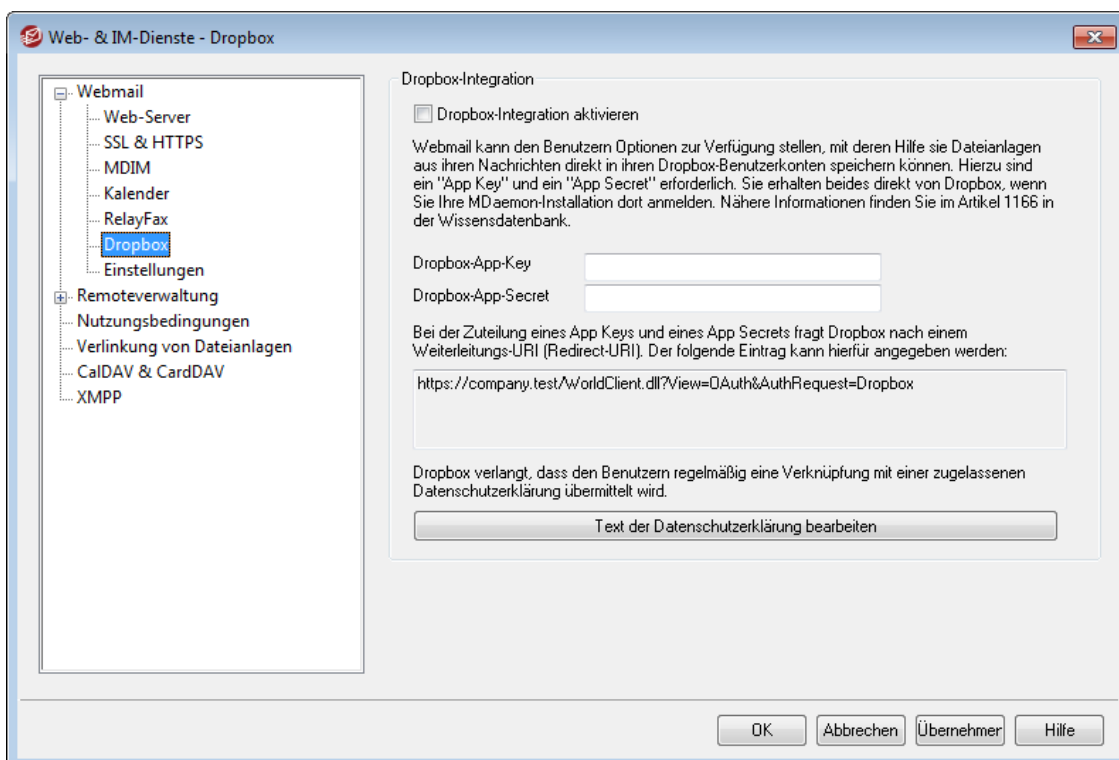 Web- & IM-Dienste - Dropbox
Webmail
Web-Server
SSL & HTTPS
MDIM
Kalender
RelayFax
Dropbox
Einstellungen
Remoteverwaltung
Nutzungsbedingungen
Verlinkung von Dateianlagen
CalDAV & CardDAV
XMPP
Dropbox-Integration
Dropbox-Integration aktivieren
Webmail kann den Benutzern Optionen zur Verfügung stellen, mit deren Hilfe sie Dateianlagen
aus ihren Nachrichten direkt in ihren Dropbox-Benutzerkonten speichern können. Hierzu sind
ein "App Key" und ein "App Secret" erforderlich. Sie erhalten beides direkt von Dropbox, wenn
Sie Ihre MDaemon-Installation dort anmelden. Nähere Informationen finden Sie im Artikel 1166 in
der Wissensdatenbank.
Dropbox-App-Key
Dropbox-App-Secret
Bei der Zuteilung eines App Keys und eines App Secrets fragt Dropbox nach einem
Weiterleitungs-URI (Redirect-URI). Der folgende Eintrag kann hierfür angegeben werden:
https://company.test/WorldClient.dll?View=OAuth&AuthRequest=Dropbox
Dropbox verlangt, dass den Benutzern regelmäßig eine Verknüpfung mit einer zugelassenen
Datenschutzerklärung übermittelt wird.
Text der Datenschutzerklärung bearbeiten
OK
Abbrechen
Übernehmer
Hilfe